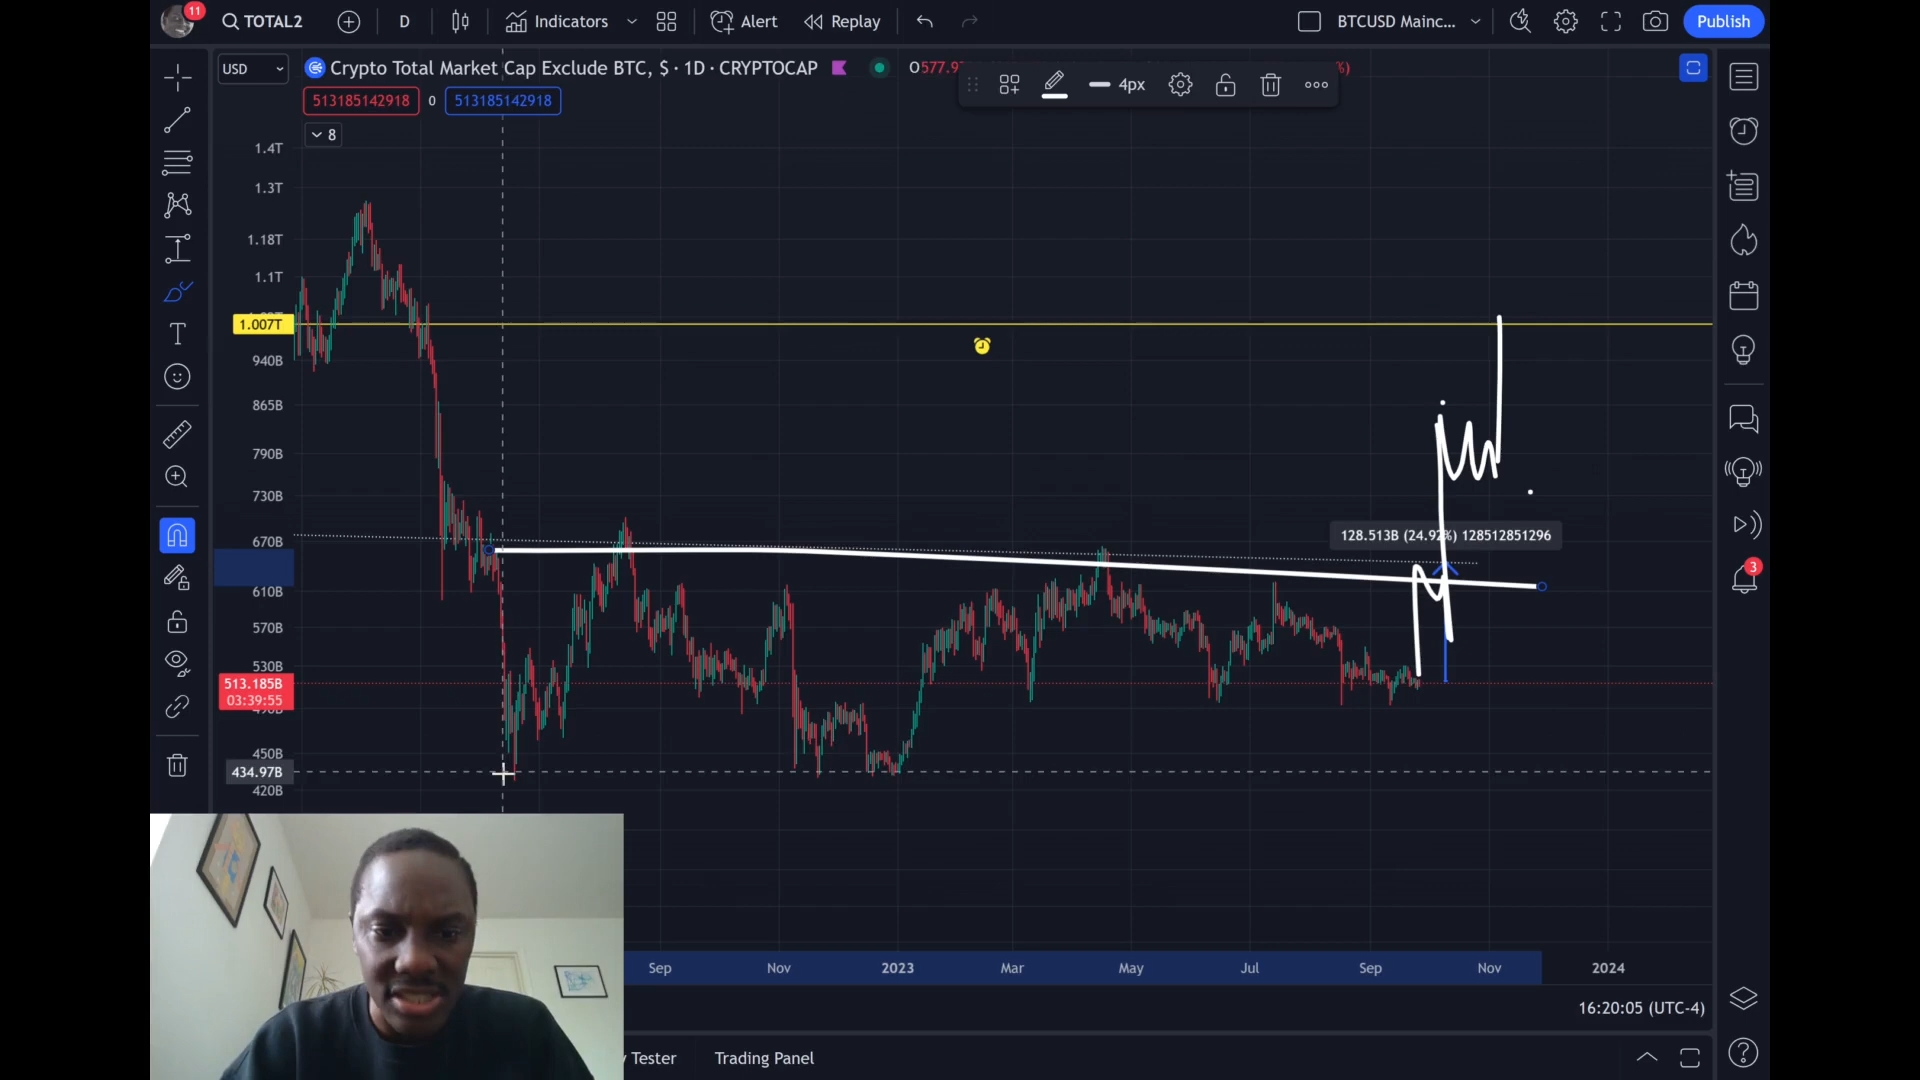 11
TOTAL2
D
Indicators
Alert
Replay
BTCUSD Mainc...
Publish
USD
Crypto Total Market Cap Exclude BTC, $ · 1D · CRYPTOCAP
4px
513185142918
0
513185142918
8
1.4T
1.3T
1.18T
1.1T
1.007T
940B
865B
790B
730B
128.513B (24.92%) 128512851296
670B
610B
3
570B
530B
513.185B
03:39:55
450B
434.97B
420B
Sep
Nov
2023
Mar
May
Jul
Sep
Nov
2024
16:20:05 (UTC-4)
Tester
Trading Panel